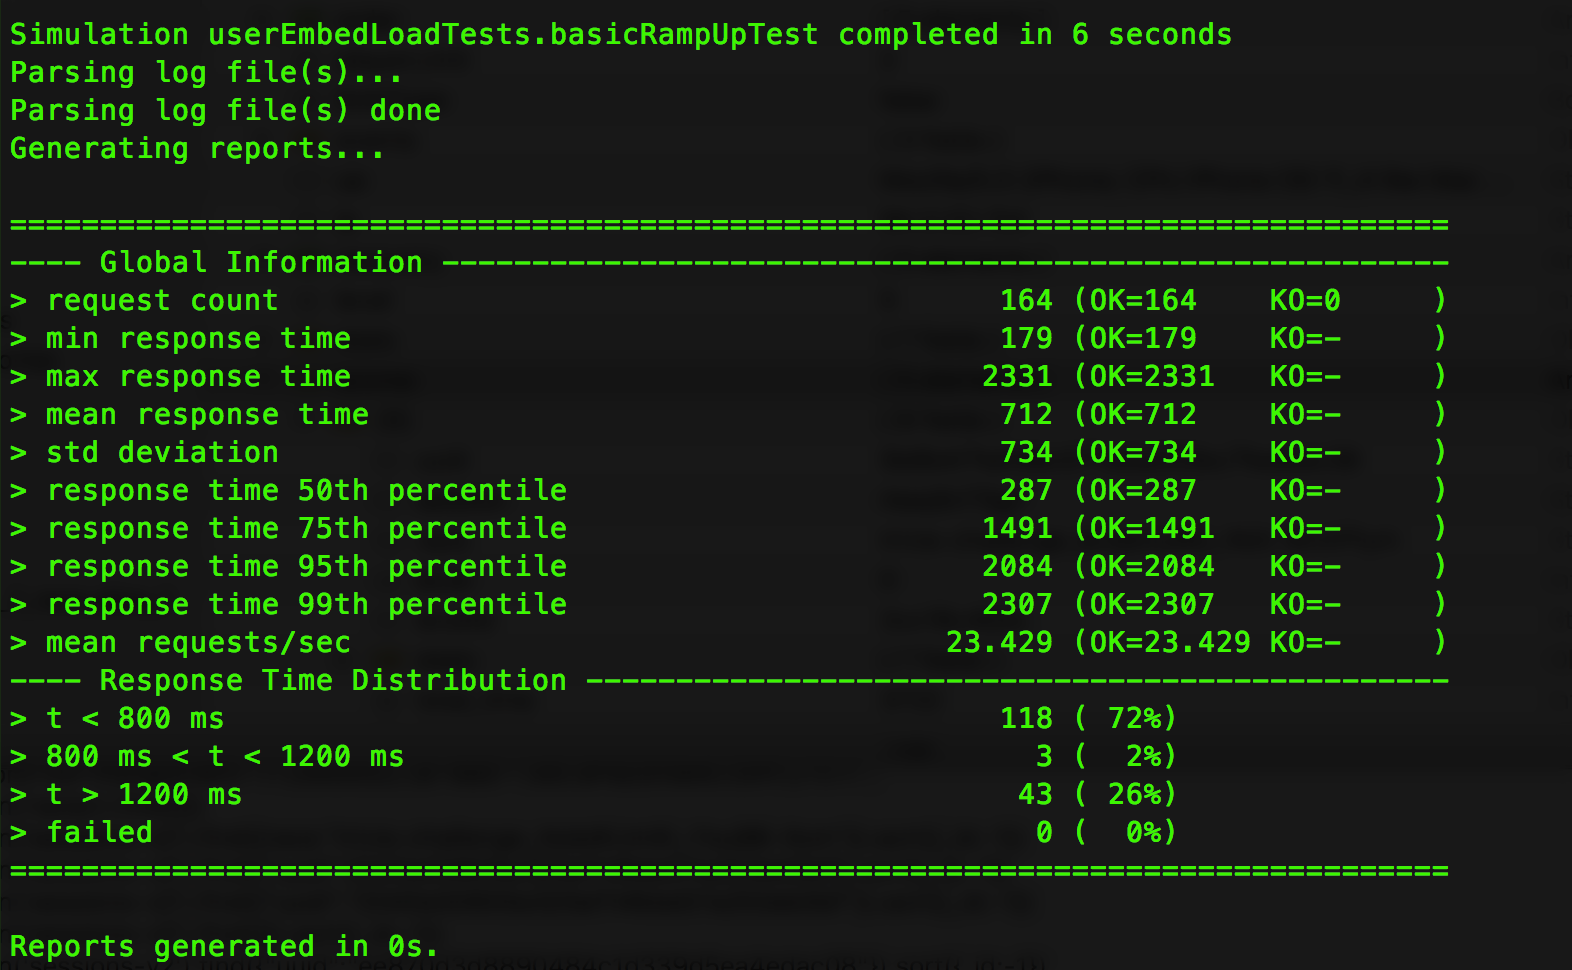 Simulation userEmbedLoadTests.basicRampUpTest completed in 6 seconds
Parsing log file(s)...
Parsing log file(s) done
Generating reports...
================================================================================
---- Global Information --------------------------------------------------------
> request count                                        164 (OK=164    KO=0     )
> min response time                                    179 (OK=179    KO=-     )
> max response time                                   2331 (OK=2331   KO=-     )
> mean response time                                   712 (OK=712    KO=-     )
> std deviation                                        734 (OK=734    KO=-     )
> response time 50th percentile                        287 (OK=287    KO=-     )
> response time 75th percentile                       1491 (OK=1491   KO=-     )
> response time 95th percentile                       2084 (OK=2084   KO=-     )
> response time 99th percentile                       2307 (OK=2307   KO=-     )
> mean requests/sec                                 23.429 (OK=23.429 KO=-     )
---- Response Time Distribution ------------------------------------------------
> t < 800 ms                                           118 ( 72%)
> 800 ms < t < 1200 ms                                   3 (  2%)
> t > 1200 ms                                           43 ( 26%)
> failed                                                 0 (  0%)
================================================================================
Reports generated in 0s.